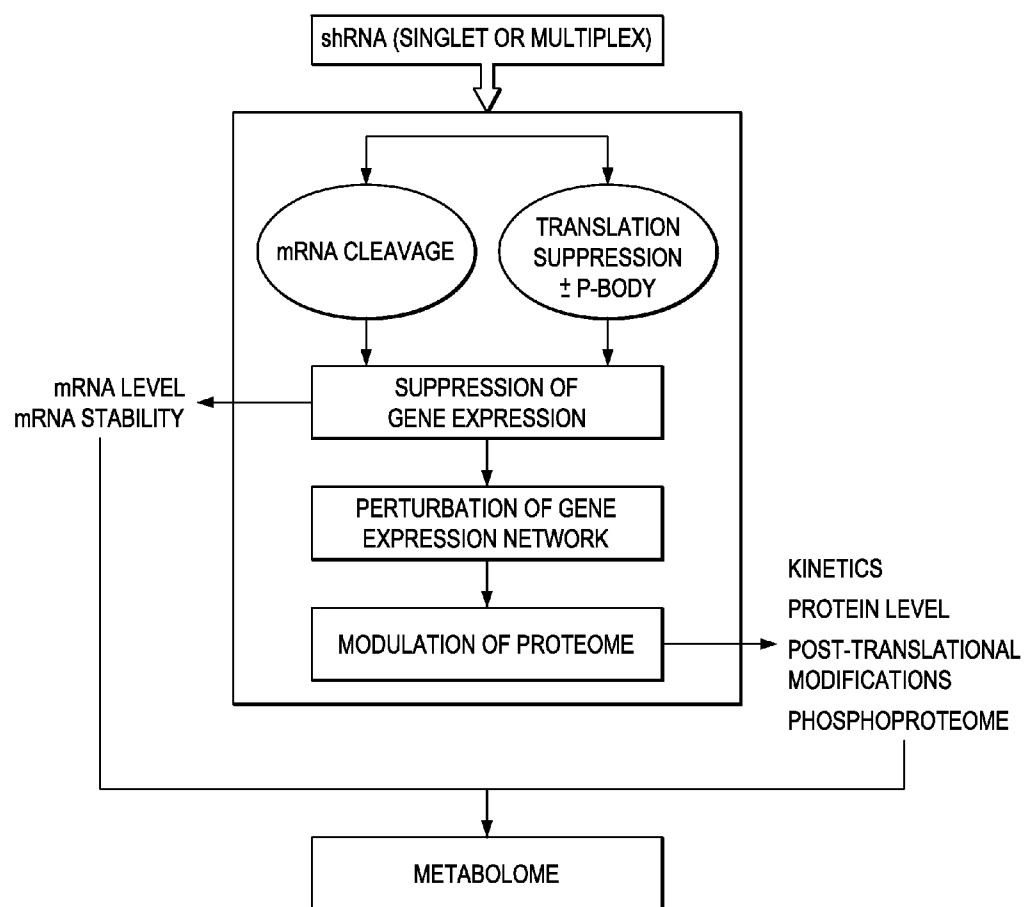 shRNA (SINGLET OR MULTIPLEX)
mRNA CLEAVAGE
TRANSLATION
SUPPRESSION
± P-BODY
SUPPRESSION OF
GENE EXPRESSION
mRNA LEVEL
mRNA STABILITY
PERTURBATION OF GENE
EXPRESSION NETWORK
MODULATION OF PROTEOME
KINETICS
PROTEIN LEVEL
POST-TRANSLATIONAL
MODIFICATIONS
PHOSPHOPROTEOME
METABOLOME